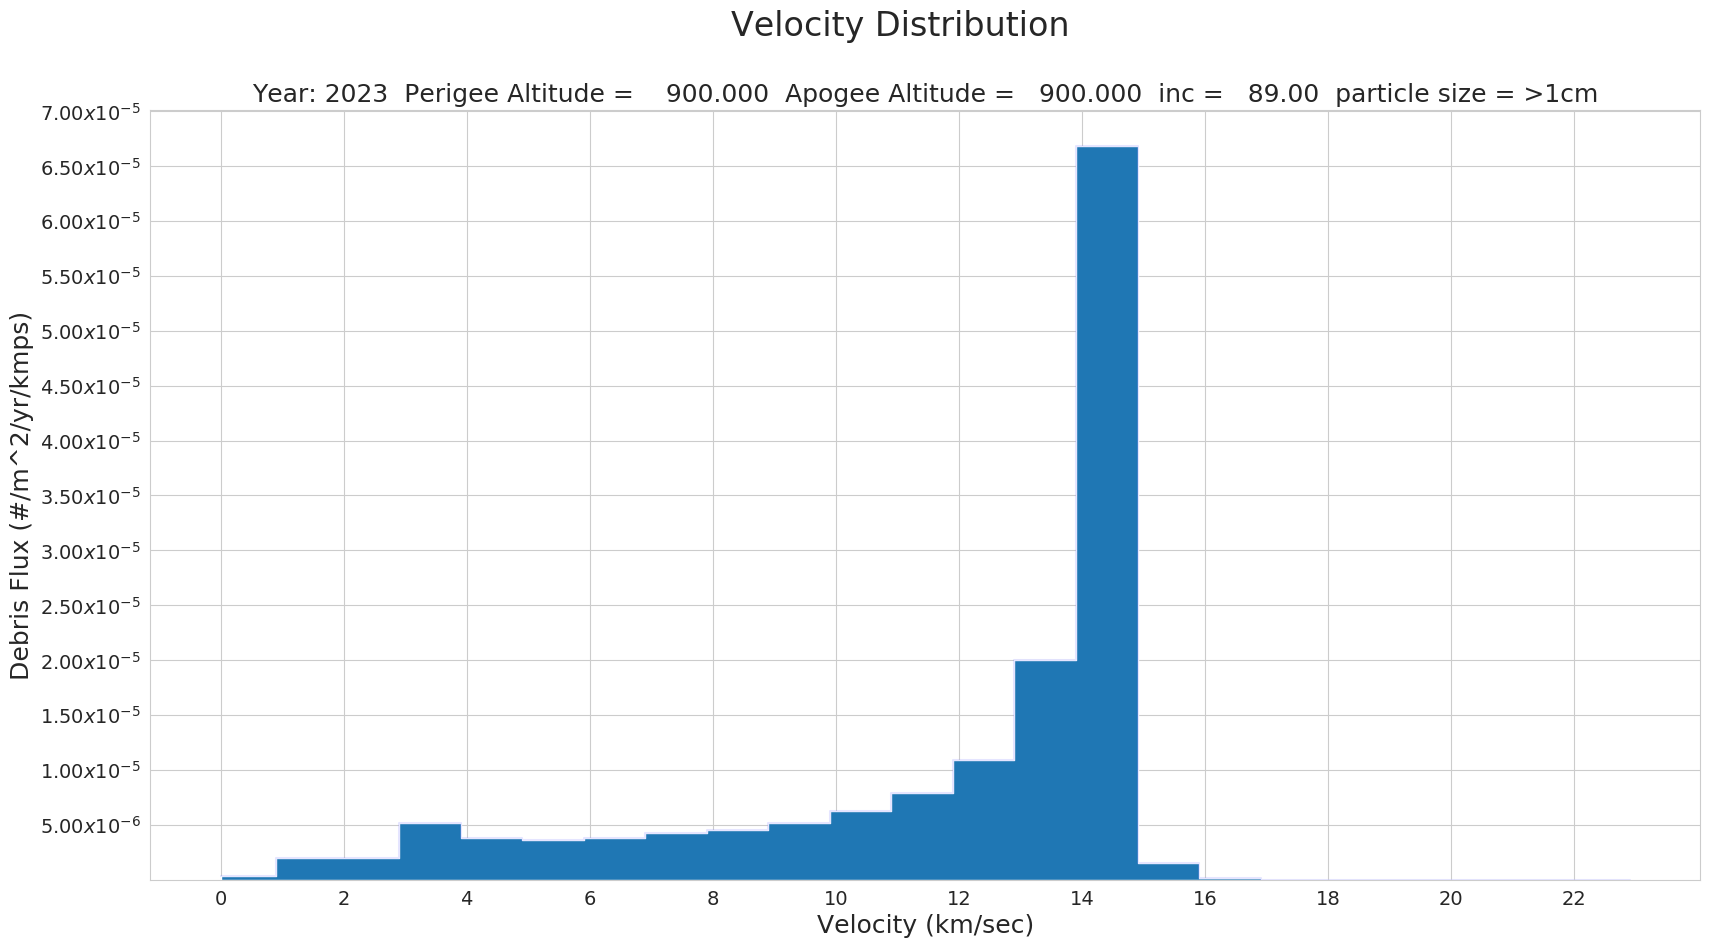 Velocity Distribution
Year: 2023  Perigee Altitude =    900.000  Apogee Altitude =   900.000  inc =   89.00  particle size = >1cm
7.00x10⁻⁵
6.50x10⁻⁵
6.00x10⁻⁵
5.50x10⁻⁵
5.00x10⁻⁵
4.50x10⁻⁵
4.00x10⁻⁵
3.50x10⁻⁵
3.00x10⁻⁵
2.50x10⁻⁵
2.00x10⁻⁵
1.50x10⁻⁵
1.00x10⁻⁵
5.00x10⁻⁶
Debris Flux (#/m^2/yr/kmps)
0 2 4 6 8 10 12 14 16 18 20 22
Velocity (km/sec)